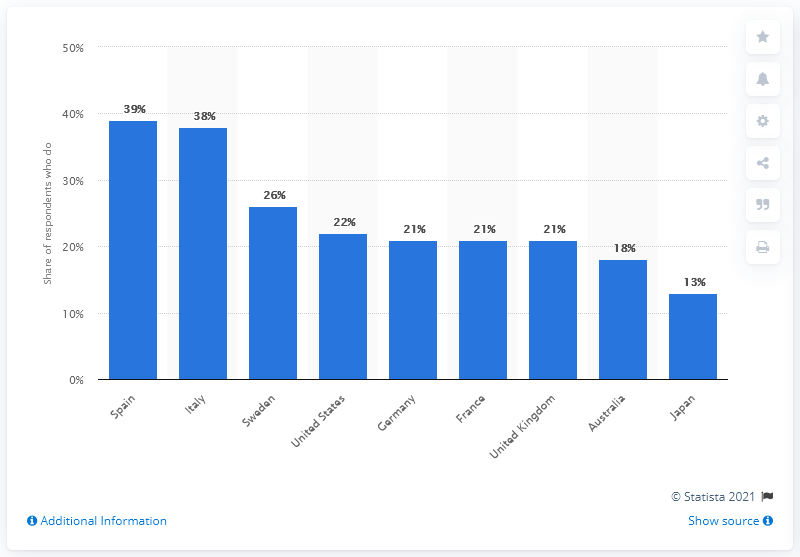 50%
40%
30%
20%
10%
0%
Share of respondents who do
39%
38%
26%
22%
21%
21%
21%
18%
13%
Spain
Italy
Sweden
United States
Germany
France
United Kingdom
Australia
Japan
© Statista 2021
Additional Information
Show source